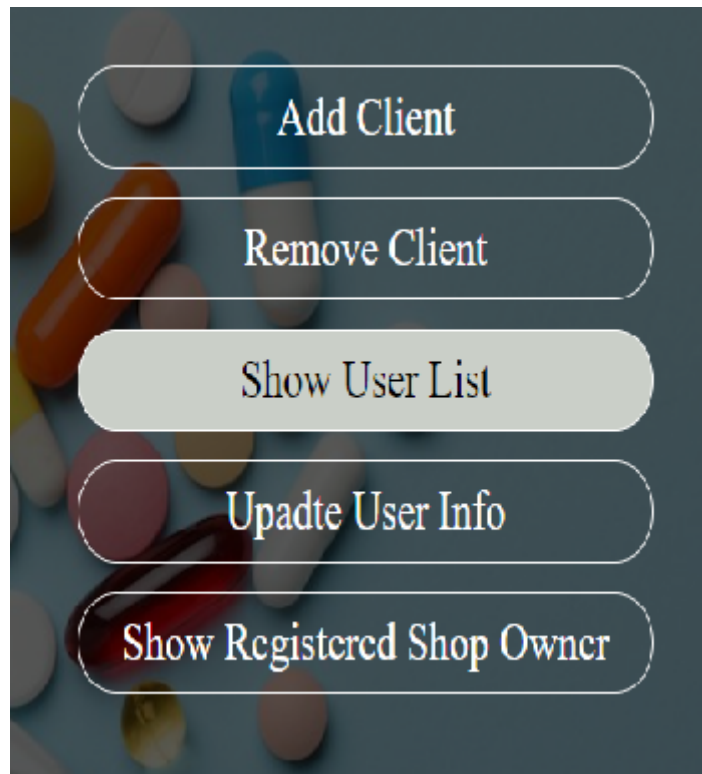 Add Client
Remove Client
Show User List
Upadte User Info
Show Registered Shop Owner